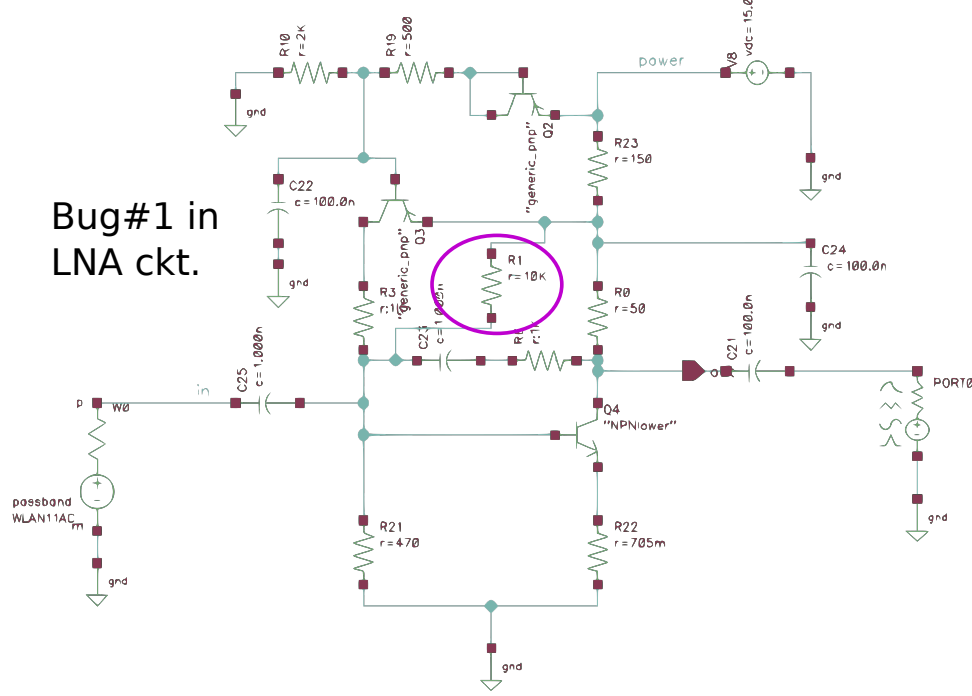 R10
r=2K
R19
r=500
power
V8
vdc=15.0
gnd
gnd
Q2
"generic_pnp"
R23
r=150
C22
c=100.0n
gnd
Bug#1 in
LNA ckt.
Q3
"generic_pnp"
R1
r=10K
C24
c=100.0n
gnd
R3
R0
r=50
C23
C21
c=100.0n
C25
c=1.000n
in
p
W0
PORT0
Q4
"NPNlower"
passband
WLAN11AC
m
gnd
R21
r=470
R22
r=705m
gnd
gnd